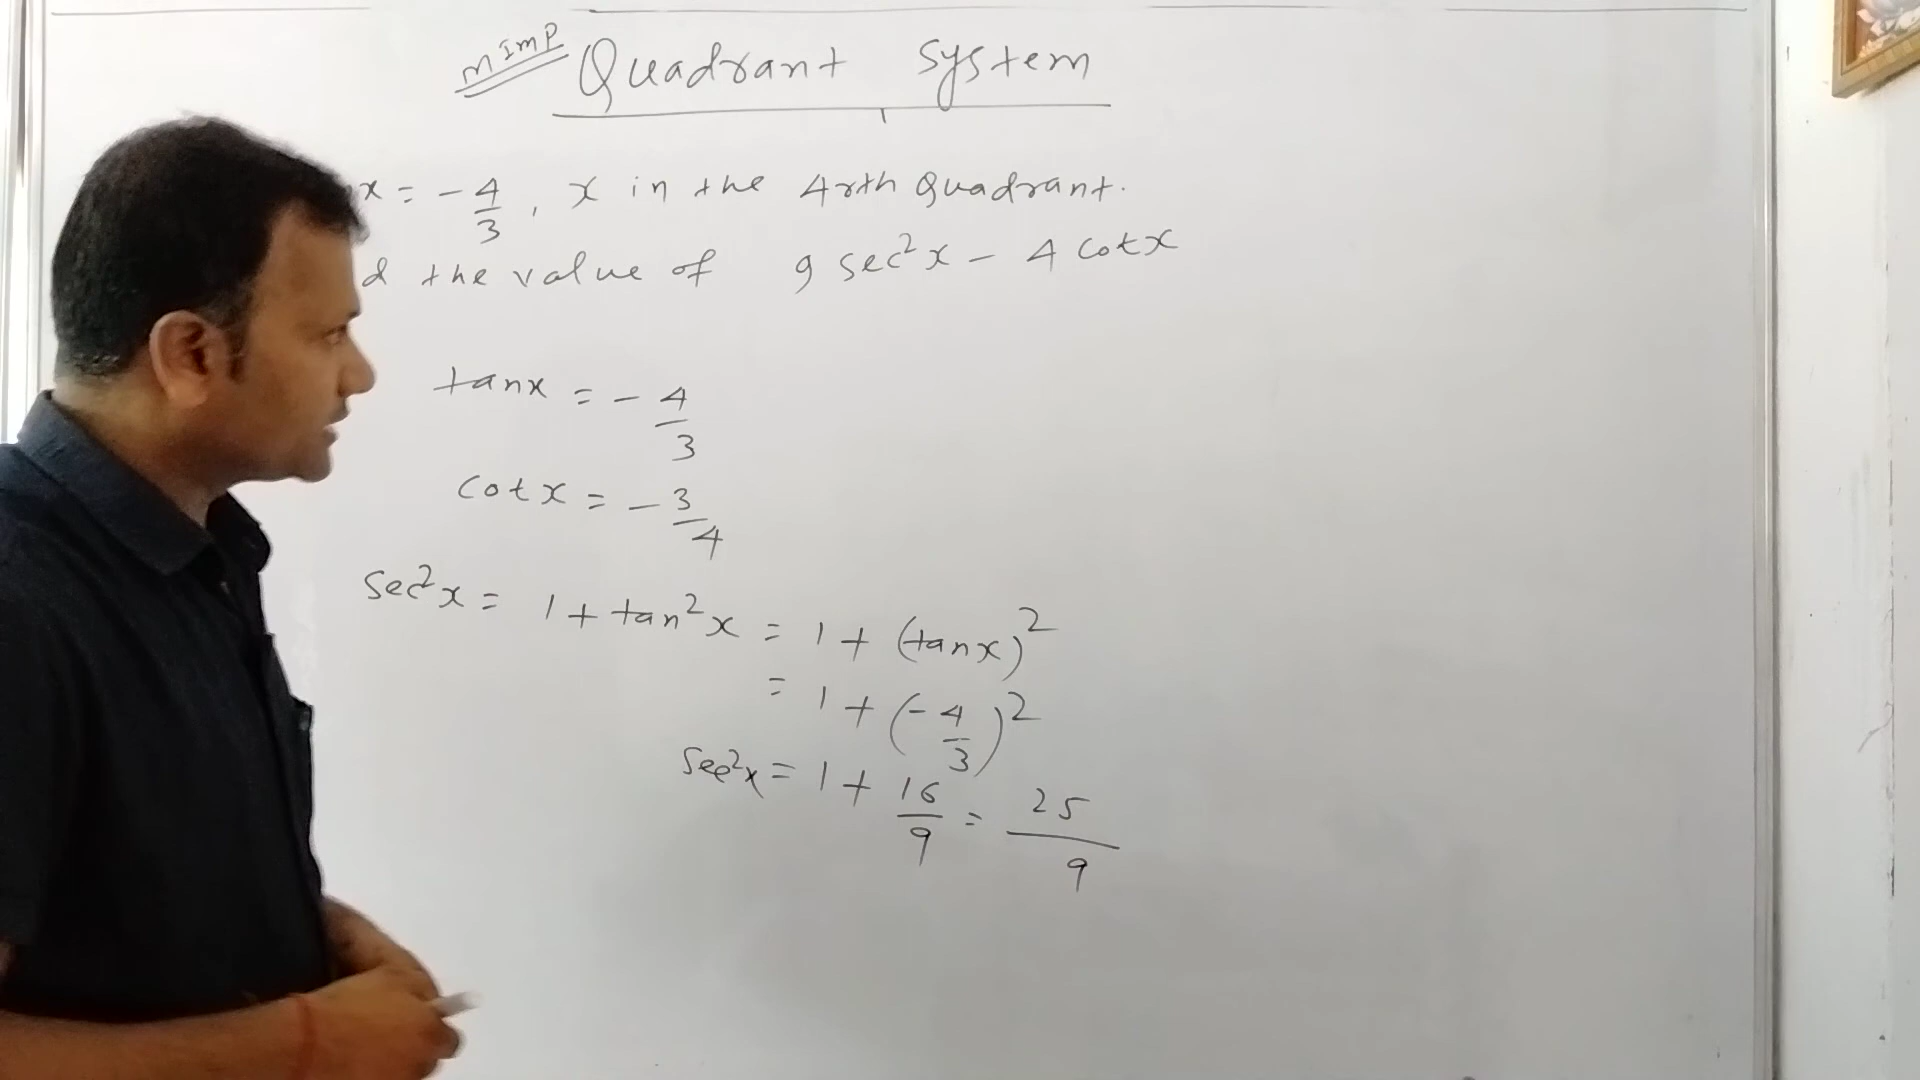 mImp Quadrant System
x = - 4/3, x in the 4rth Quadrant.
the value of 9 sec²x - 4 cotx
tanx = - 4/3
cotx = - 3/4
sec²x = 1 + tan²x = 1 + (tanx)²
= 1 + (- 4/3)²
Sec²x = 1 + 16/9 = 25/9